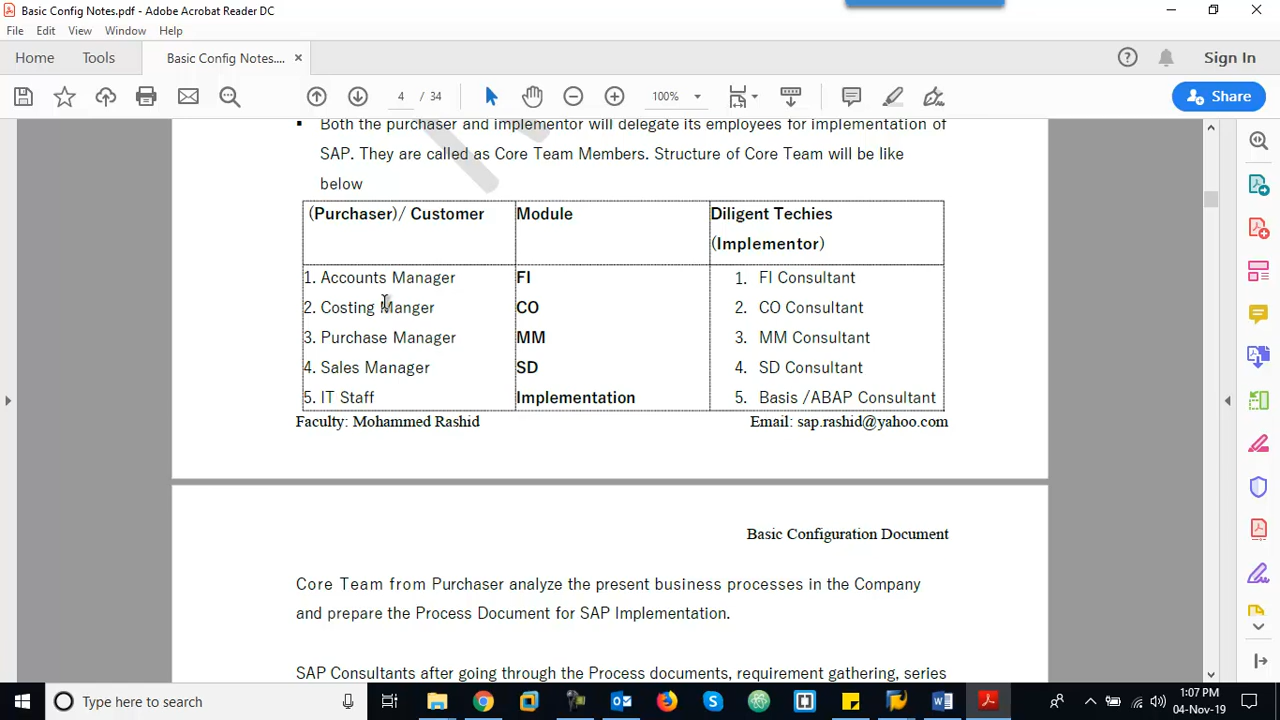 Basic Config Notes.pdf - Adobe Acrobat Reader DC
File Edit View Window Help
Home Tools Basic Config Notes.... × Sign In
4 / 34 100% Share
Both the purchaser and implementor will delegate its employees for implementation of
SAP. They are called as Core Team Members. Structure of Core Team will be like
below
(Purchaser)/ Customer Module Diligent Techies
(Implementor)
1. Accounts Manager FI 1. FI Consultant
2. Costing Manger CO 2. CO Consultant
3. Purchase Manager MM 3. MM Consultant
4. Sales Manager SD 4. SD Consultant
5. IT Staff Implementation 5. Basis /ABAP Consultant
Faculty: Mohammed Rashid Email: sap.rashid@yahoo.com
Basic Configuration Document
Core Team from Purchaser analyze the present business processes in the Company
and prepare the Process Document for SAP Implementation.
SAP Consultants after going through the Process documents, requirement gathering, series
Type here to search
1:07 PM
04-Nov-19